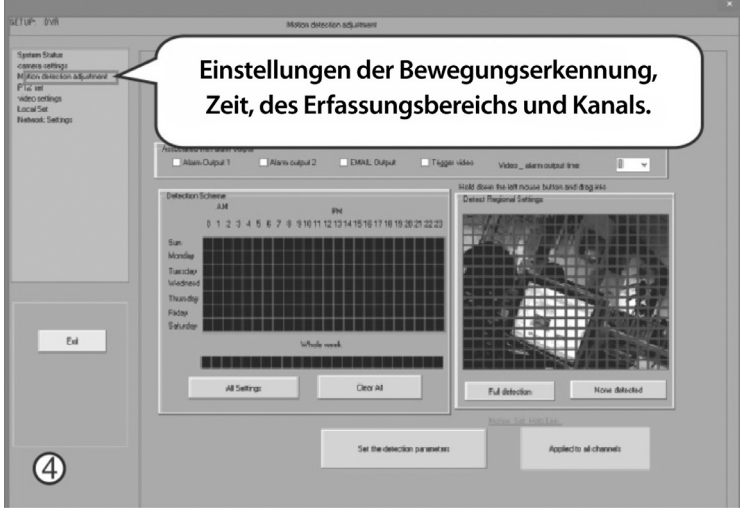 SETUP: DVR
Motion detection adjustment
System Status
camera settings
Motion detection adjustment
PTZ set
video settings
Local Set
Network Settings
Einstellungen der Bewegungserkennung,
Zeit, des Erfassungsbereichs und Kanals.
Alarm Output 1
Alarm output 2
EMAIL Output
Tigger video
Video _ alarm output time:
Hold down the left mouse button and drag into
Detection Scheme
Detect Regional Settings
AM
PM
0 1 2 3 4 5 6 7 8 9 10 11 12 13 14 15 16 17 18 19 20 21 22 23
Sun.
Monday
Tuesday
Wednesd
Thursday
Friday
Saturday
Whole week
All Settings
Clear All
Full detection
None detected
Set the detection parameters
Applied to all channels
Exit
4